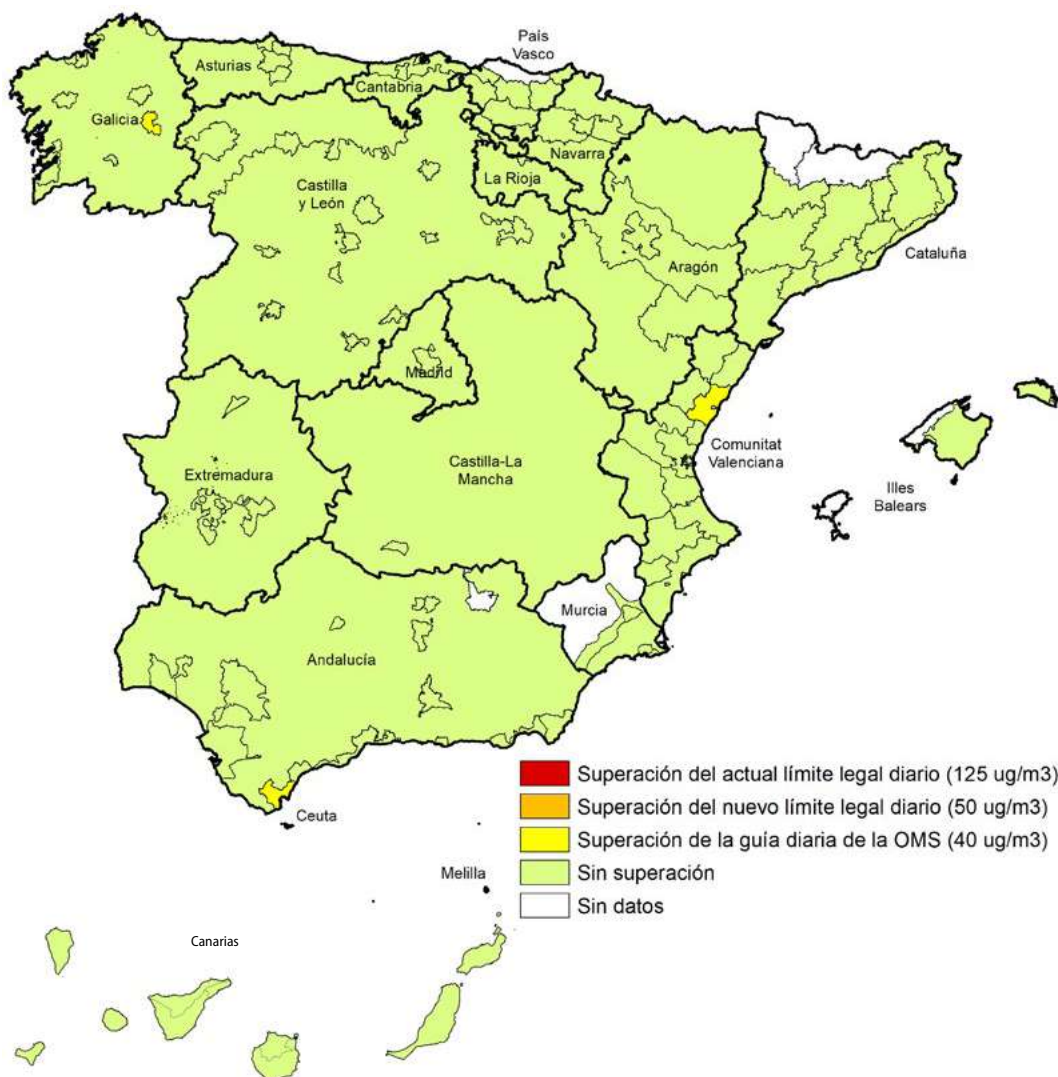 País
Vasco
Asturias
Cantabria
Galicia
Navarra
La Rioja
Castilla
y León
Cataluña
Aragón
Madrid
Comunitat
Valenciana
Castilla-La
Mancha
Extremadura
Illes
Balears
Murcia
Andalucía
Superación del actual límite legal diario (125 ug/m3)
Superación del nuevo límite legal diario (50 ug/m3)
Ceuta
Superación de la guía diaria de la OMS (40 ug/m3)
Melilla
Sin superación
Sin datos
Canarias